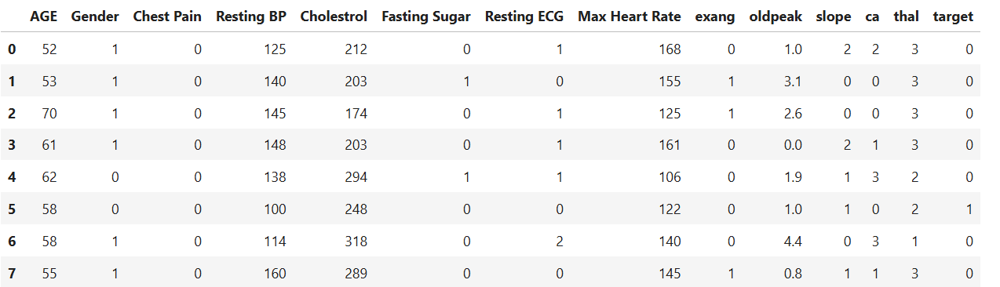 AGE Gender Chest Pain Resting BP Cholestrol Fasting Sugar Resting ECG Max Heart Rate exang oldpeak slope ca thal target
0 52 1 0 125 212 0 1 168 0 1.0 2 2 3 0
1 53 1 0 140 203 1 0 155 1 3.1 0 0 3 0
2 70 1 0 145 174 0 1 125 1 2.6 0 0 3 0
3 61 1 0 148 203 0 1 161 0 0.0 2 1 3 0
4 62 0 0 138 294 1 1 106 0 1.9 1 3 2 0
5 58 0 0 100 248 0 0 122 0 1.0 1 0 2 1
6 58 1 0 114 318 0 2 140 0 4.4 0 3 1 0
7 55 1 0 160 289 0 0 145 1 0.8 1 1 3 0